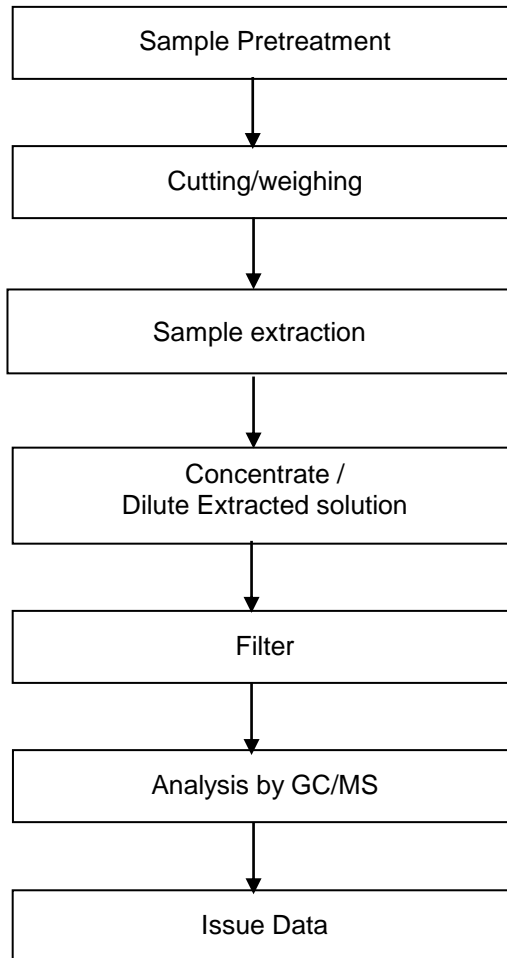 Sample Pretreatment
Cutting/weighing
Sample extraction
Concentrate /
Dilute Extracted solution
Filter
Analysis by GC/MS
Issue Data